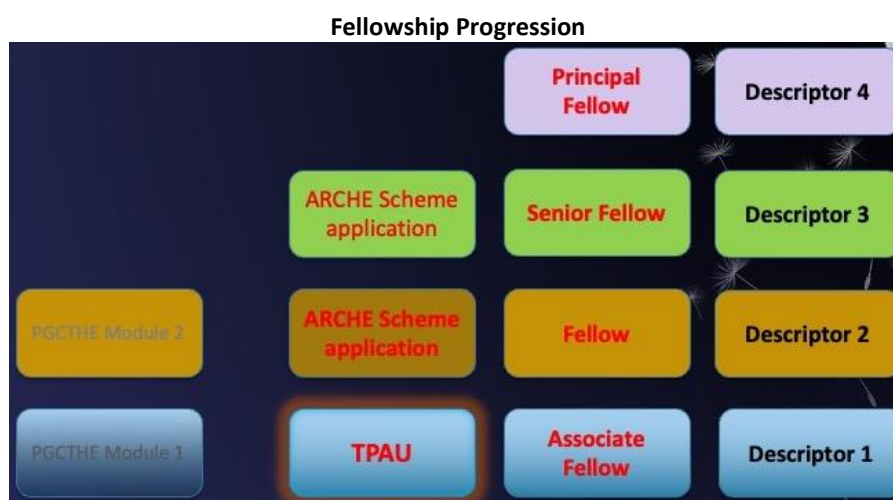 Fellowship Progression
Principal
Fellow
Descriptor 4
ARCHE Scheme
application
Senior Fellow
Descriptor 3
PGCTHE Module 2
ARCHE Scheme
application
Fellow
Descriptor 2
PGCTHE Module 1
TPAU
Associate
Fellow
Descriptor 1